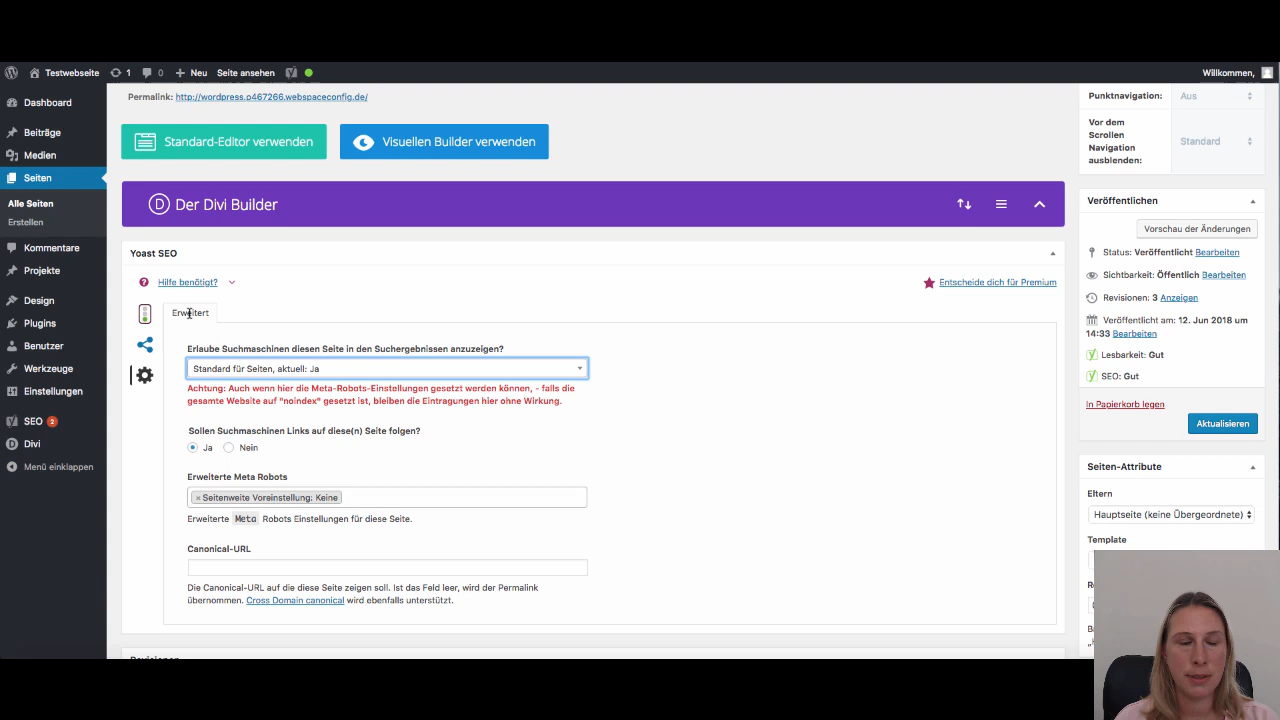 Testwebseite 1 0 Neu Seite ansehen Willkommen,
Dashboard
Beiträge
Medien
Seiten
Alle Seiten
Erstellen
Kommentare
Projekte
Design
Plugins
Benutzer
Werkzeuge
Einstellungen
SEO 2
Divi
Menü einklappen
Permalink: http://wordpress.p467266.webspaceconfig.de/
Standard-Editor verwenden Visuellen Builder verwenden
Der Divi Builder
Yoast SEO
Hilfe benötigt? Entscheide dich für Premium
Erweitert
Erlaube Suchmaschinen diesen Seite in den Suchergebnissen anzuzeigen?
Standard für Seiten, aktuell: Ja
Achtung: Auch wenn hier die Meta-Robots-Einstellungen gesetzt werden können, - falls die
gesamte Website auf "noindex" gesetzt ist, bleiben die Eintragungen hier ohne Wirkung.
Sollen Suchmaschinen Links auf diese(n) Seite folgen?
Ja Nein
Erweiterte Meta Robots
× Seitenweite Voreinstellung: Keine
Erweiterte Meta Robots Einstellungen für diese Seite.
Canonical-URL
Die Canonical-URL auf die diese Seite zeigen soll. Ist das Feld leer, wird der Permalink
übernommen. Cross Domain canonical wird ebenfalls unterstützt.
Punktnavigation: Aus
Vor dem
Scrollen
Navigation
ausblenden:
Standard
Veröffentlichen
Vorschau der Änderungen
Status: Veröffentlicht Bearbeiten
Sichtbarkeit: Öffentlich Bearbeiten
Revisionen: 3 Anzeigen
Veröffentlicht am: 12. Jun 2018 um
14:33 Bearbeiten
Lesbarkeit: Gut
SEO: Gut
In Papierkorb legen
Aktualisieren
Seiten-Attribute
Eltern
Hauptseite (keine Übergeordnete)
Template